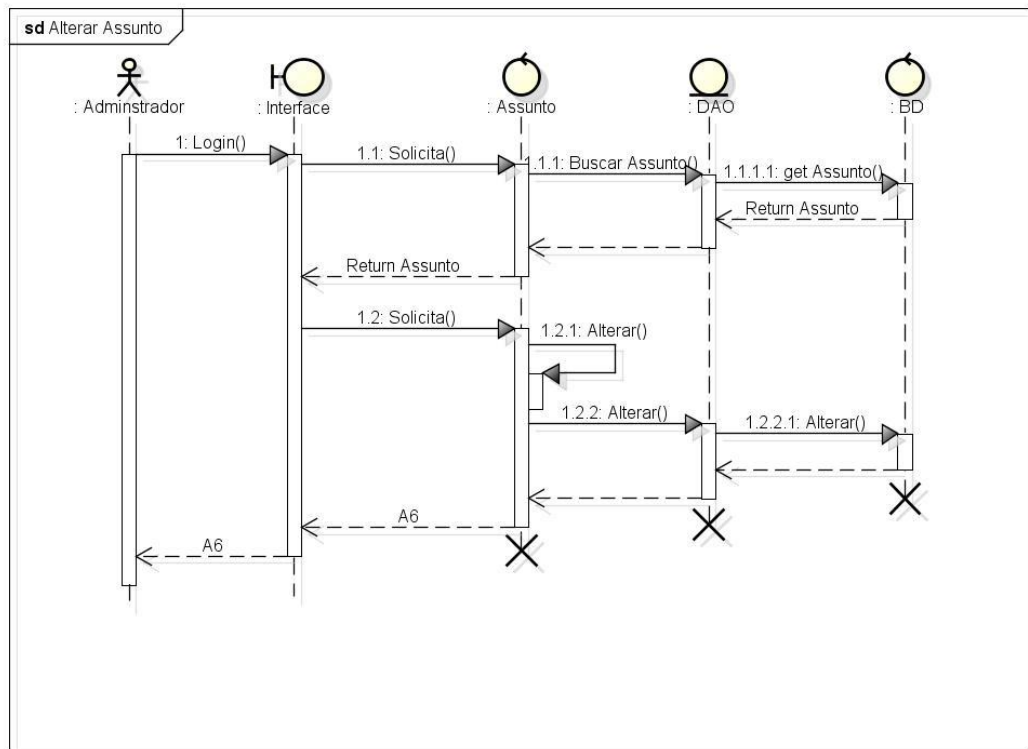 sd Alterar Assunto
: Adminstrador
: Interface
: Assunto
: DAO
: BD
1: Login()
1.1: Solicita()
1.1.1: Buscar Assunto()
1.1.1.1: get Assunto()
Return Assunto
Return Assunto
1.2: Solicita()
1.2.1: Alterar()
1.2.2: Alterar()
1.2.2.1: Alterar()
A6
A6